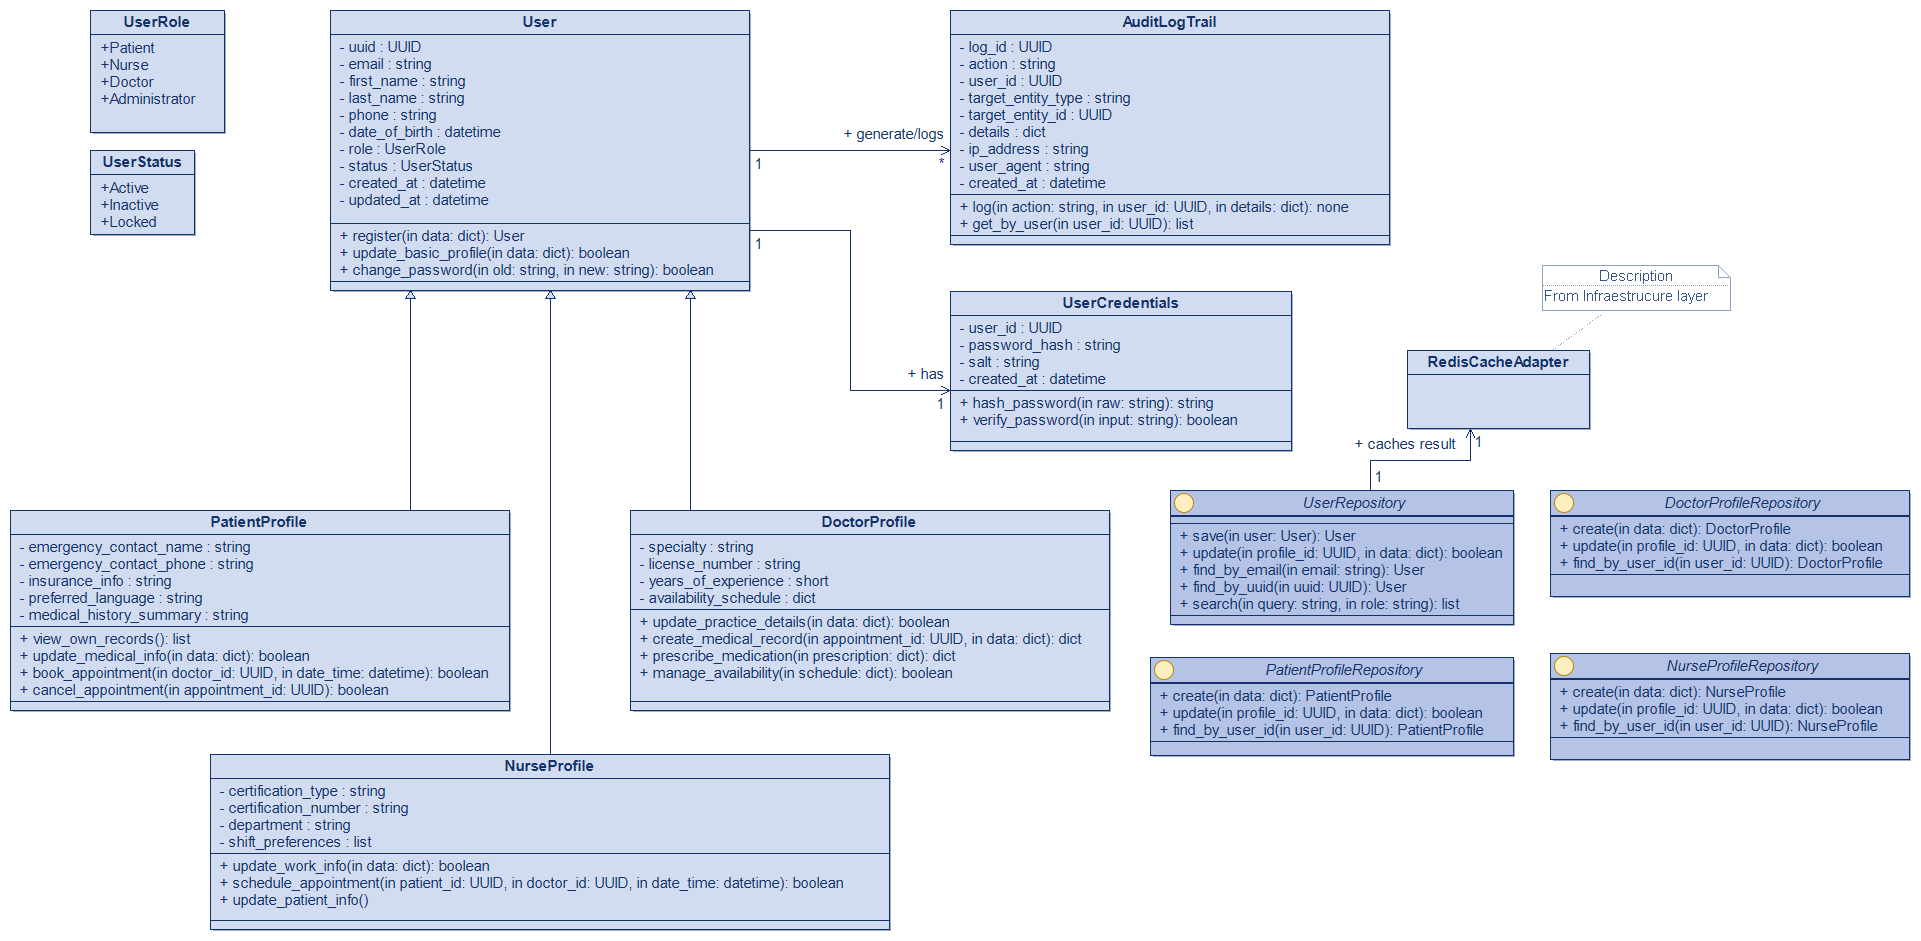 UserRole
+Patient
+Nurse
+Doctor
+Administrator
UserStatus
+Active
+Inactive
+Locked
User
- uuid : UUID
- email : string
- first_name : string
- last_name : string
- phone : string
- date_of_birth : datetime
- role : UserRole
- status : UserStatus
- created_at : datetime
- updated_at : datetime
+ register(in data: dict): User
+ update_basic_profile(in data: dict): boolean
+ change_password(in old: string, in new: string): boolean
+ generate/logs
1
*
1
+ has
1
AuditLogTrail
- log_id : UUID
- action : string
- user_id : UUID
- target_entity_type : string
- target_entity_id : UUID
- details : dict
- ip_address : string
- user_agent : string
- created_at : datetime
+ log(in action: string, in user_id: UUID, in details: dict): none
+ get_by_user(in user_id: UUID): list
UserCredentials
- user_id : UUID
- password_hash : string
- salt : string
- created_at : datetime
+ hash_password(in raw: string): string
+ verify_password(in input: string): boolean
Description
From Infraestrucure layer
RedisCacheAdapter
+ caches result
1
1
PatientProfile
- emergency_contact_name : string
- emergency_contact_phone : string
- insurance_info : string
- preferred_language : string
- medical_history_summary : string
+ view_own_records(): list
+ update_medical_info(in data: dict): boolean
+ book_appointment(in doctor_id: UUID, in date_time: datetime): boolean
+ cancel_appointment(in appointment_id: UUID): boolean
DoctorProfile
- specialty : string
- license_number : string
- years_of_experience : short
- availability_schedule : dict
+ update_practice_details(in data: dict): boolean
+ create_medical_record(in appointment_id: UUID, in data: dict): dict
+ prescribe_medication(in prescription: dict): dict
+ manage_availability(in schedule: dict): boolean
UserRepository
+ save(in user: User): User
+ update(in profile_id: UUID, in data: dict): boolean
+ find_by_email(in email: string): User
+ find_by_uuid(in uuid: UUID): User
+ search(in query: string, in role: string): list
DoctorProfileRepository
+ create(in data: dict): DoctorProfile
+ update(in profile_id: UUID, in data: dict): boolean
+ find_by_user_id(in user_id: UUID): DoctorProfile
PatientProfileRepository
+ create(in data: dict): PatientProfile
+ update(in profile_id: UUID, in data: dict): boolean
+ find_by_user_id(in user_id: UUID): PatientProfile
NurseProfileRepository
+ create(in data: dict): NurseProfile
+ update(in profile_id: UUID, in data: dict): boolean
+ find_by_user_id(in user_id: UUID): NurseProfile
NurseProfile
- certification_type : string
- certification_number : string
- department : string
- shift_preferences : list
+ update_work_info(in data: dict): boolean
+ schedule_appointment(in patient_id: UUID, in doctor_id: UUID, in date_time: datetime): boolean
+ update_patient_info()